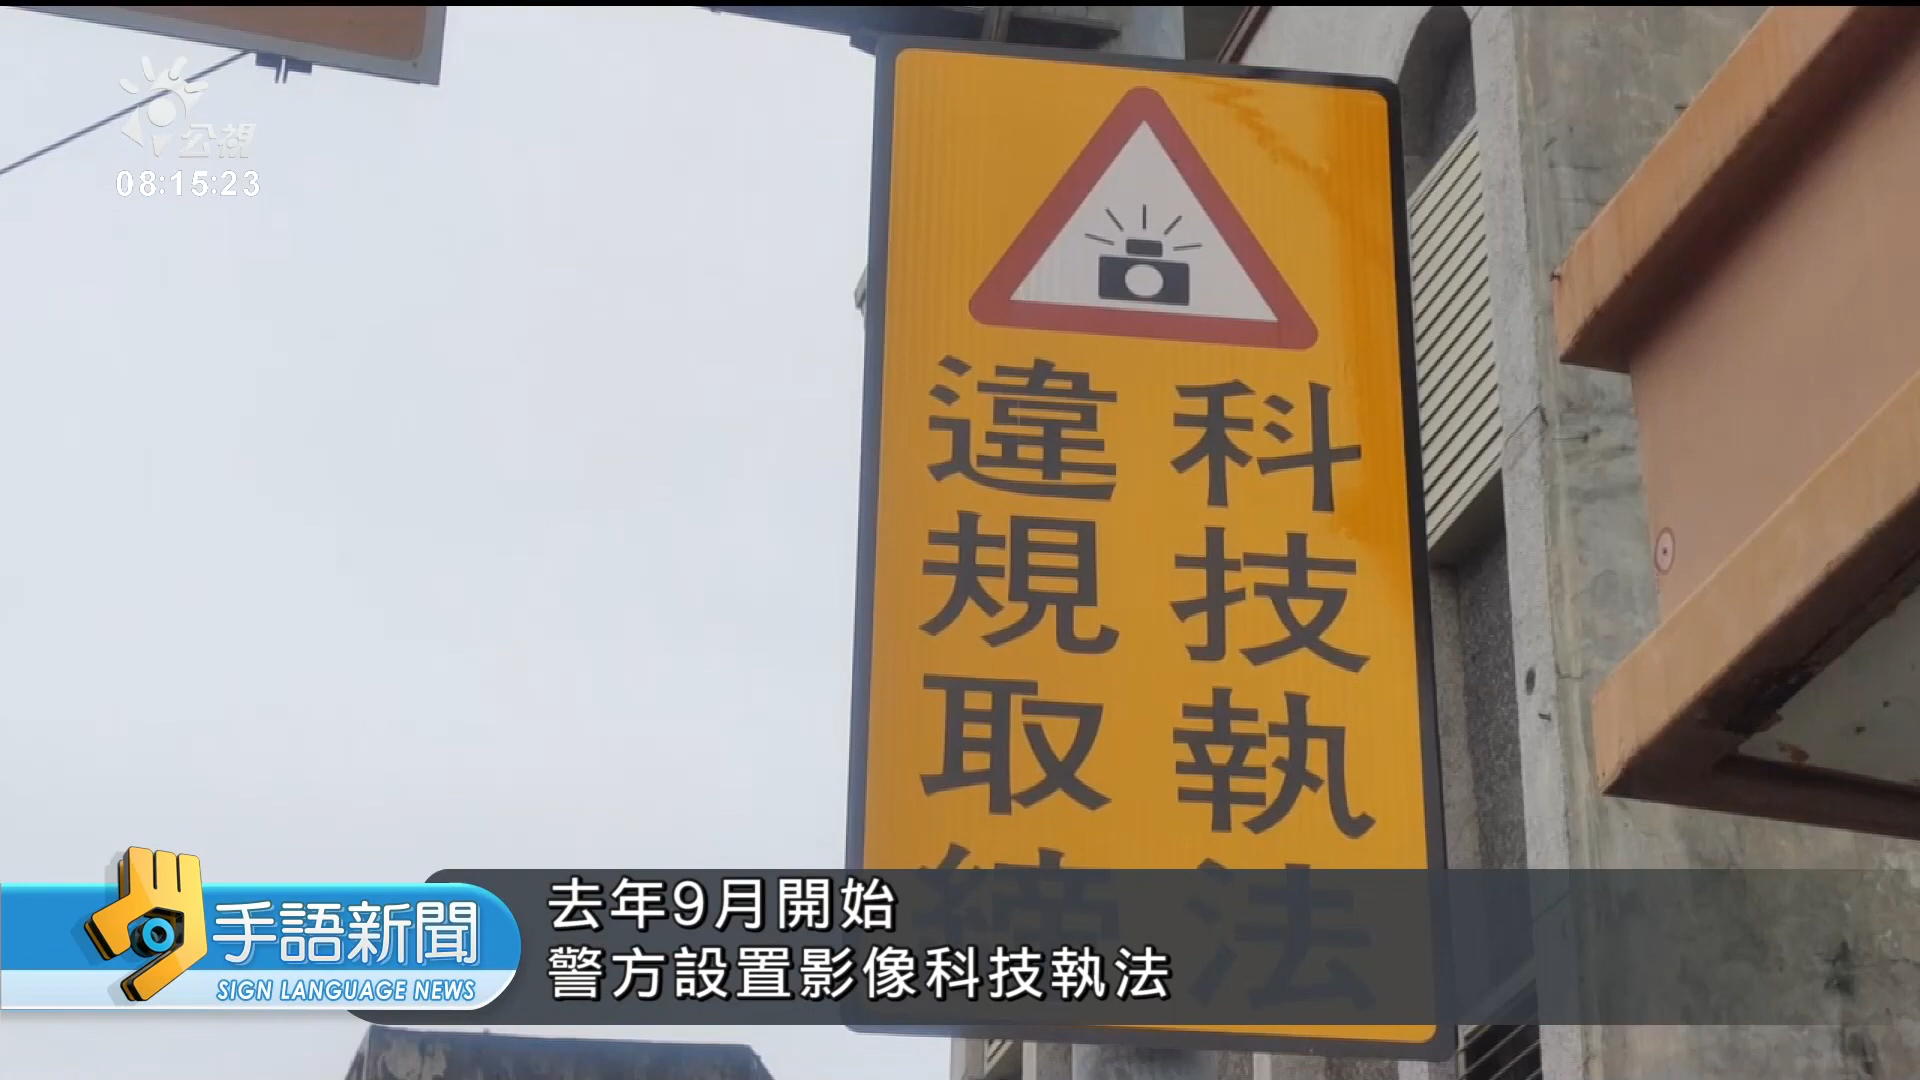 公視
08:15:23
科技執法
違規取締
手語新聞
SIGN LANGUAGE NEWS
去年9月開始
警方設置影像科技執法